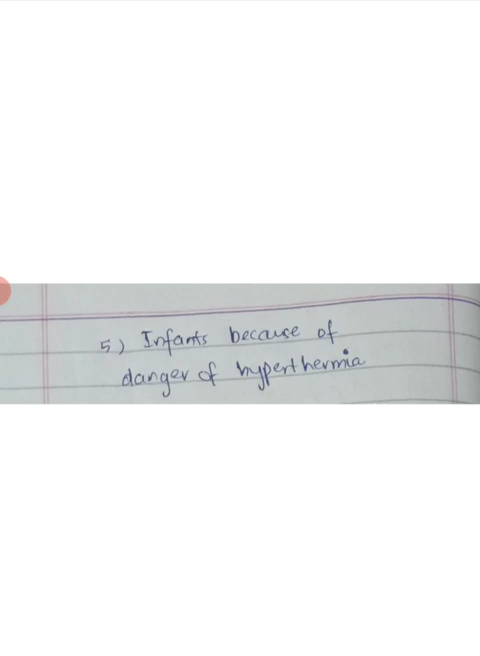 5) Infants because of
danger of hyperthermia